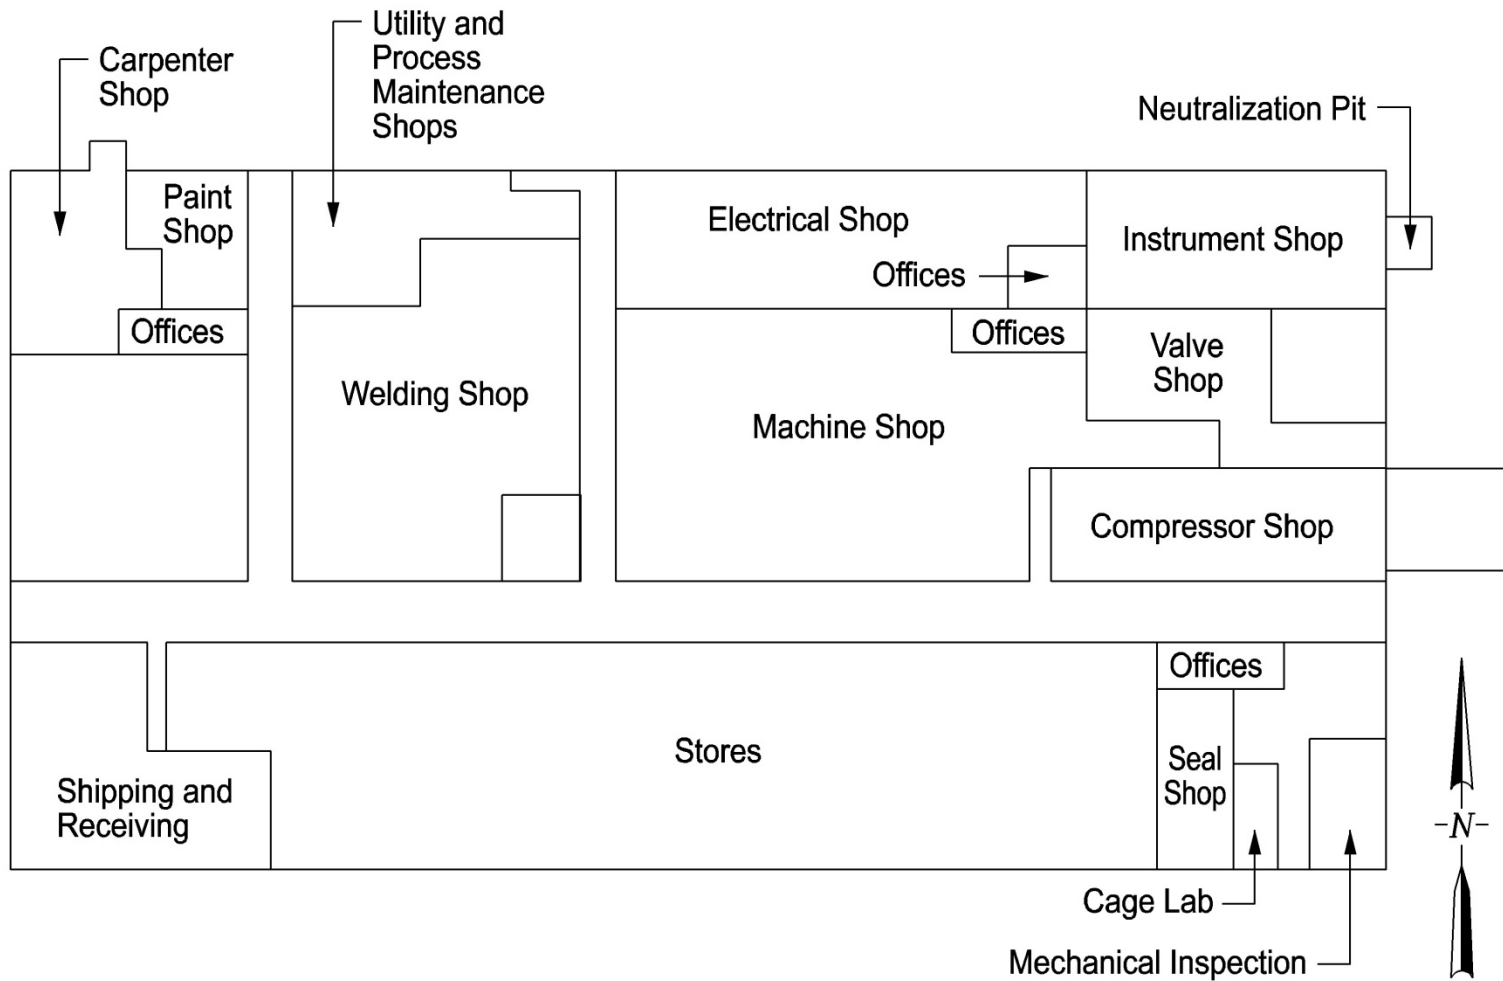 Utility and
Process
Maintenance
Shops
Carpenter
Shop
Neutralization Pit
Paint
Shop
Electrical Shop
Instrument Shop
Offices
Offices
Offices
Valve
Shop
Welding Shop
Machine Shop
Compressor Shop
Offices
Stores
Seal
Shop
Shipping and
Receiving
-N-
Cage Lab
Mechanical Inspection